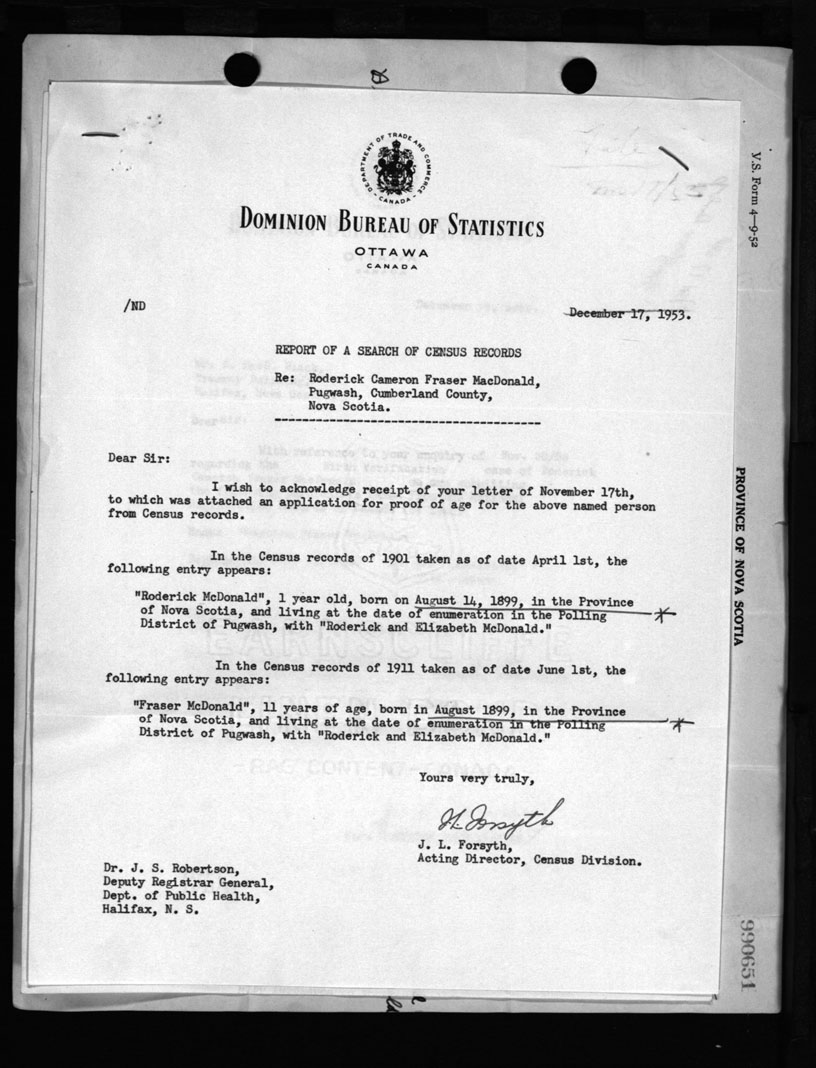 DEPARTMENT OF TRADE AND COMMERCE
- CANADA -
DOMINION BUREAU OF STATISTICS
OTTAWA
CANADA
/ND
December 17, 1953.
REPORT OF A SEARCH OF CENSUS RECORDS
Re: Roderick Cameron Fraser MacDonald,
Pugwash, Cumberland County,
Nova Scotia.
Dear Sir:
I wish to acknowledge receipt of your letter of November 17th,
to which was attached an application for proof of age for the above named person
from Census records.
In the Census records of 1901 taken as of date April 1st, the
following entry appears:
"Roderick McDonald", 1 year old, born on August 14, 1899, in the Province
of Nova Scotia, and living at the date of enumeration in the Polling
District of Pugwash, with "Roderick and Elizabeth McDonald."
In the Census records of 1911 taken as of date June 1st, the
following entry appears:
"Fraser McDonald", 11 years of age, born in August 1899, in the Province
of Nova Scotia, and living at the date of enumeration in the Polling
District of Pugwash, with "Roderick and Elizabeth McDonald."
Yours very truly,
J. L. Forsyth,
Acting Director, Census Division.
Dr. J. S. Robertson,
Deputy Registrar General,
Dept. of Public Health,
Halifax, N. S.
V.S. Form 4—9-52
PROVINCE OF NOVA SCOTIA
990651